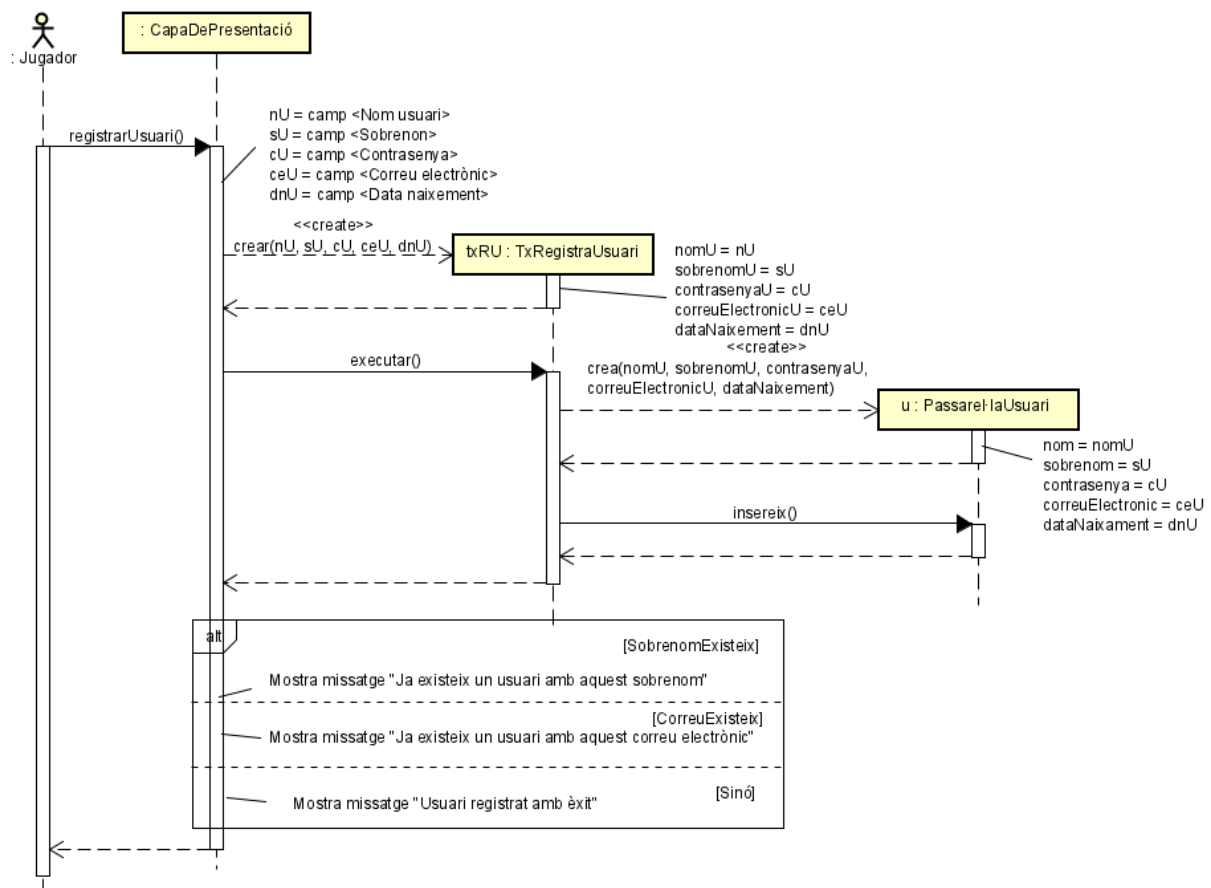 : CapaDePresentació
: Jugador
nU = camp <Nom usuari>
sU = camp <Sobrenon>
cU = camp <Contrasenya>
ceU = camp <Correu electrònic>
dnU = camp <Data naixement>
registrarUsuari()
<<create>>
crear(nU, sU, cU, ceU, dnU)
txRU : TxRegistraUsuari
nomU = nU
sobrenomU = sU
contrasenyaU = cU
correuElectronicU = ceU
dataNaixement = dnU
<<create>>
executar()
crea(nomU, sobrenomU, contrasenyaU,
correuElectronicU, dataNaixement)
u : Passarel·laUsuari
nom = nomU
sobrenom = sU
contrasenya = cU
correuElectronic = ceU
dataNaixament = dnU
insereix()
alt
[SobrenomExisteix]
Mostra missatge "Ja existeix un usuari amb aquest sobrenom"
[CorreuExisteix]
Mostra missatge "Ja existeix un usuari amb aquest correu electrònic"
[Sinó]
Mostra missatge "Usuari registrat amb èxit"